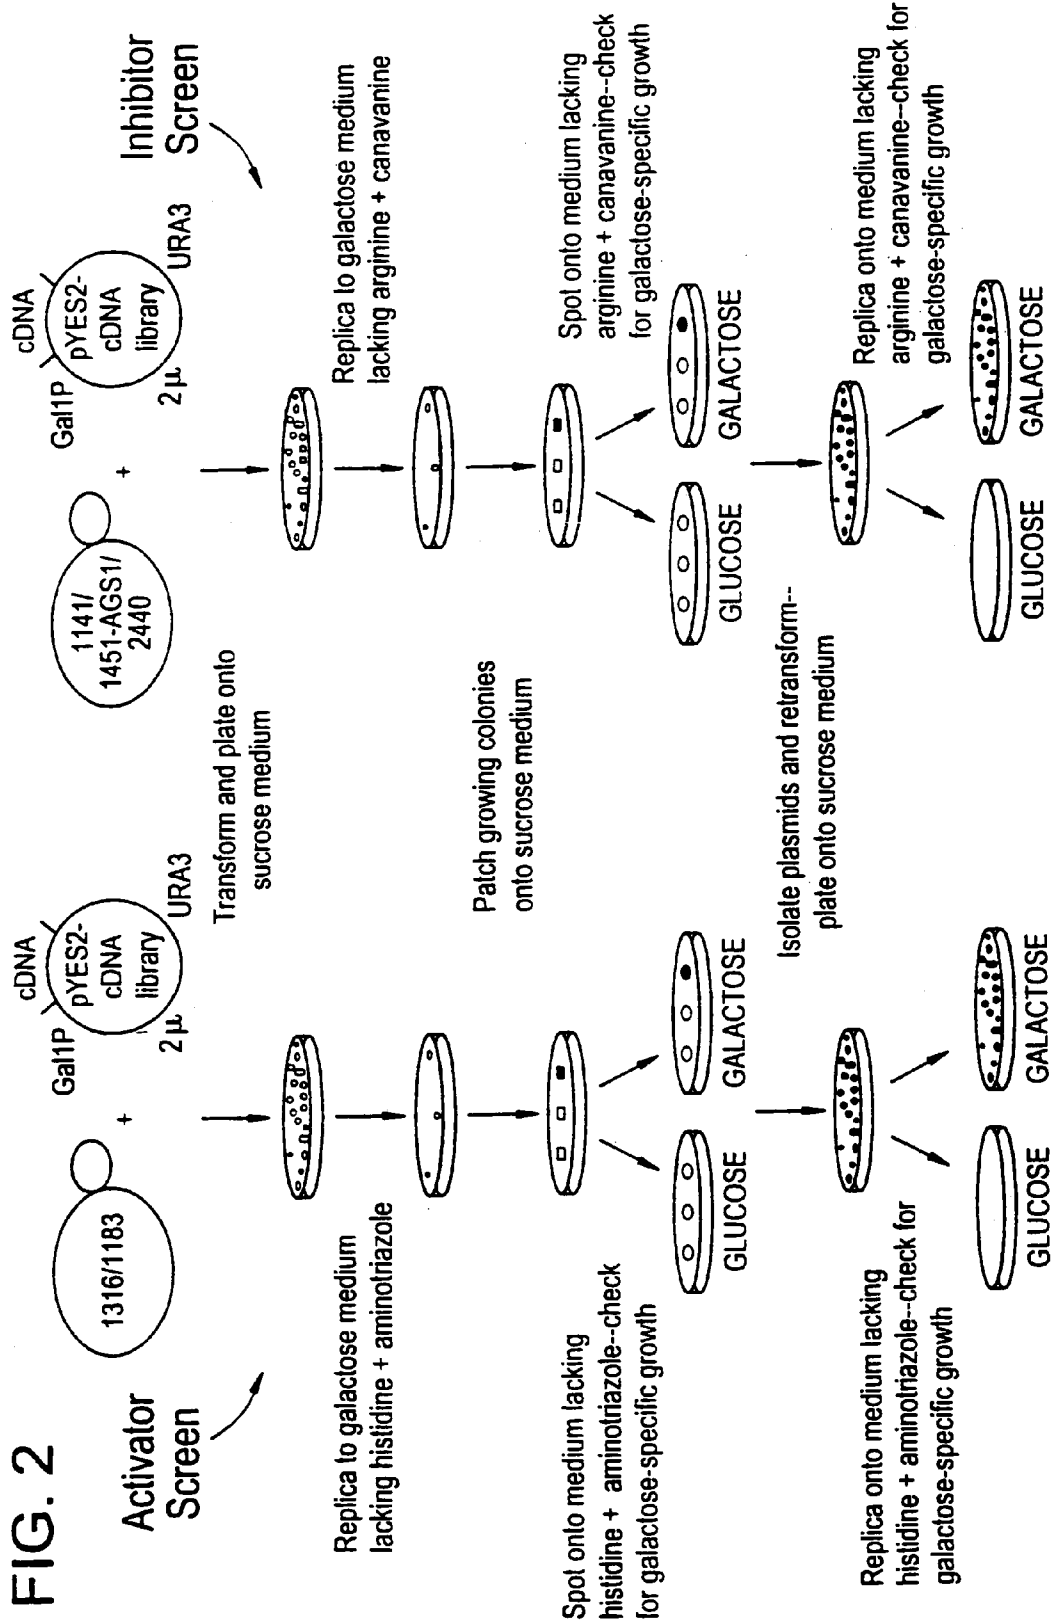 FIG. 2
Activator
Screen
1316/1183
+
Gal1P
cDNA
pYES2-
cDNA
library
2µ
URA3
Transform and plate onto
sucrose medium
1141/
1451-AGS1/
2440
+
Gal1P
cDNA
pYES2-
cDNA
library
2µ
URA3
Inhibitor
Screen
Replica to galactose medium
lacking histidine + aminotriazole
Replica to galactose medium
lacking arginine + canavanine
Patch growing colonies
onto sucrose medium
Spot onto medium lacking
histidine + aminotriazole--check
for galactose-specific growth
Spot onto medium lacking
arginine + canavanine--check
for galactose-specific growth
GLUCOSE
GALACTOSE
GLUCOSE
GALACTOSE
Isolate plasmids and retransform--
plate onto sucrose medium
Replica onto medium lacking
histidine + aminotriazole--check for
galactose-specific growth
Replica onto medium lacking
arginine + canavanine--check for
galactose-specific growth
GLUCOSE
GALACTOSE
GLUCOSE
GALACTOSE